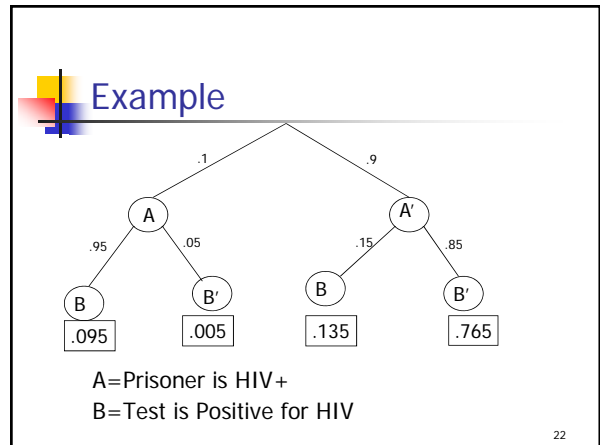 Example
.1 .9
A A′
.95 .05 .15 .85
B B′ B B′
.095 .005 .135 .765
A=Prisoner is HIV+
B=Test is Positive for HIV
22